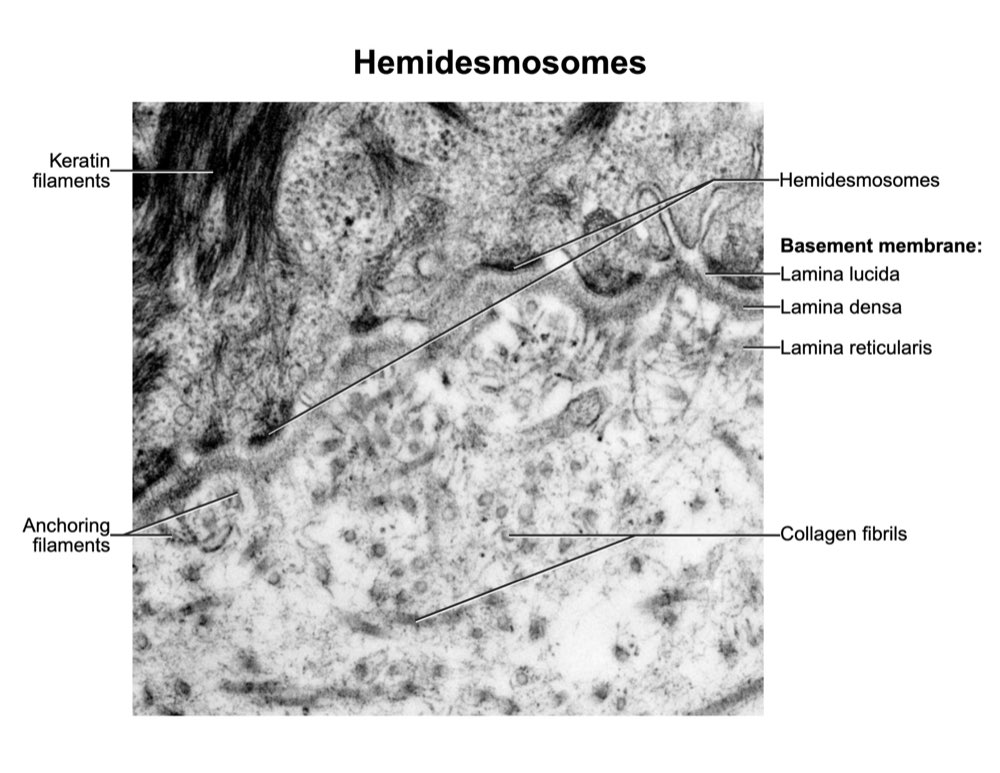 Hemidesmosomes
Keratin
filaments
Hemidesmosomes
Basement membrane:
Lamina lucida
Lamina densa
Lamina reticularis
Anchoring
filaments
Collagen fibrils